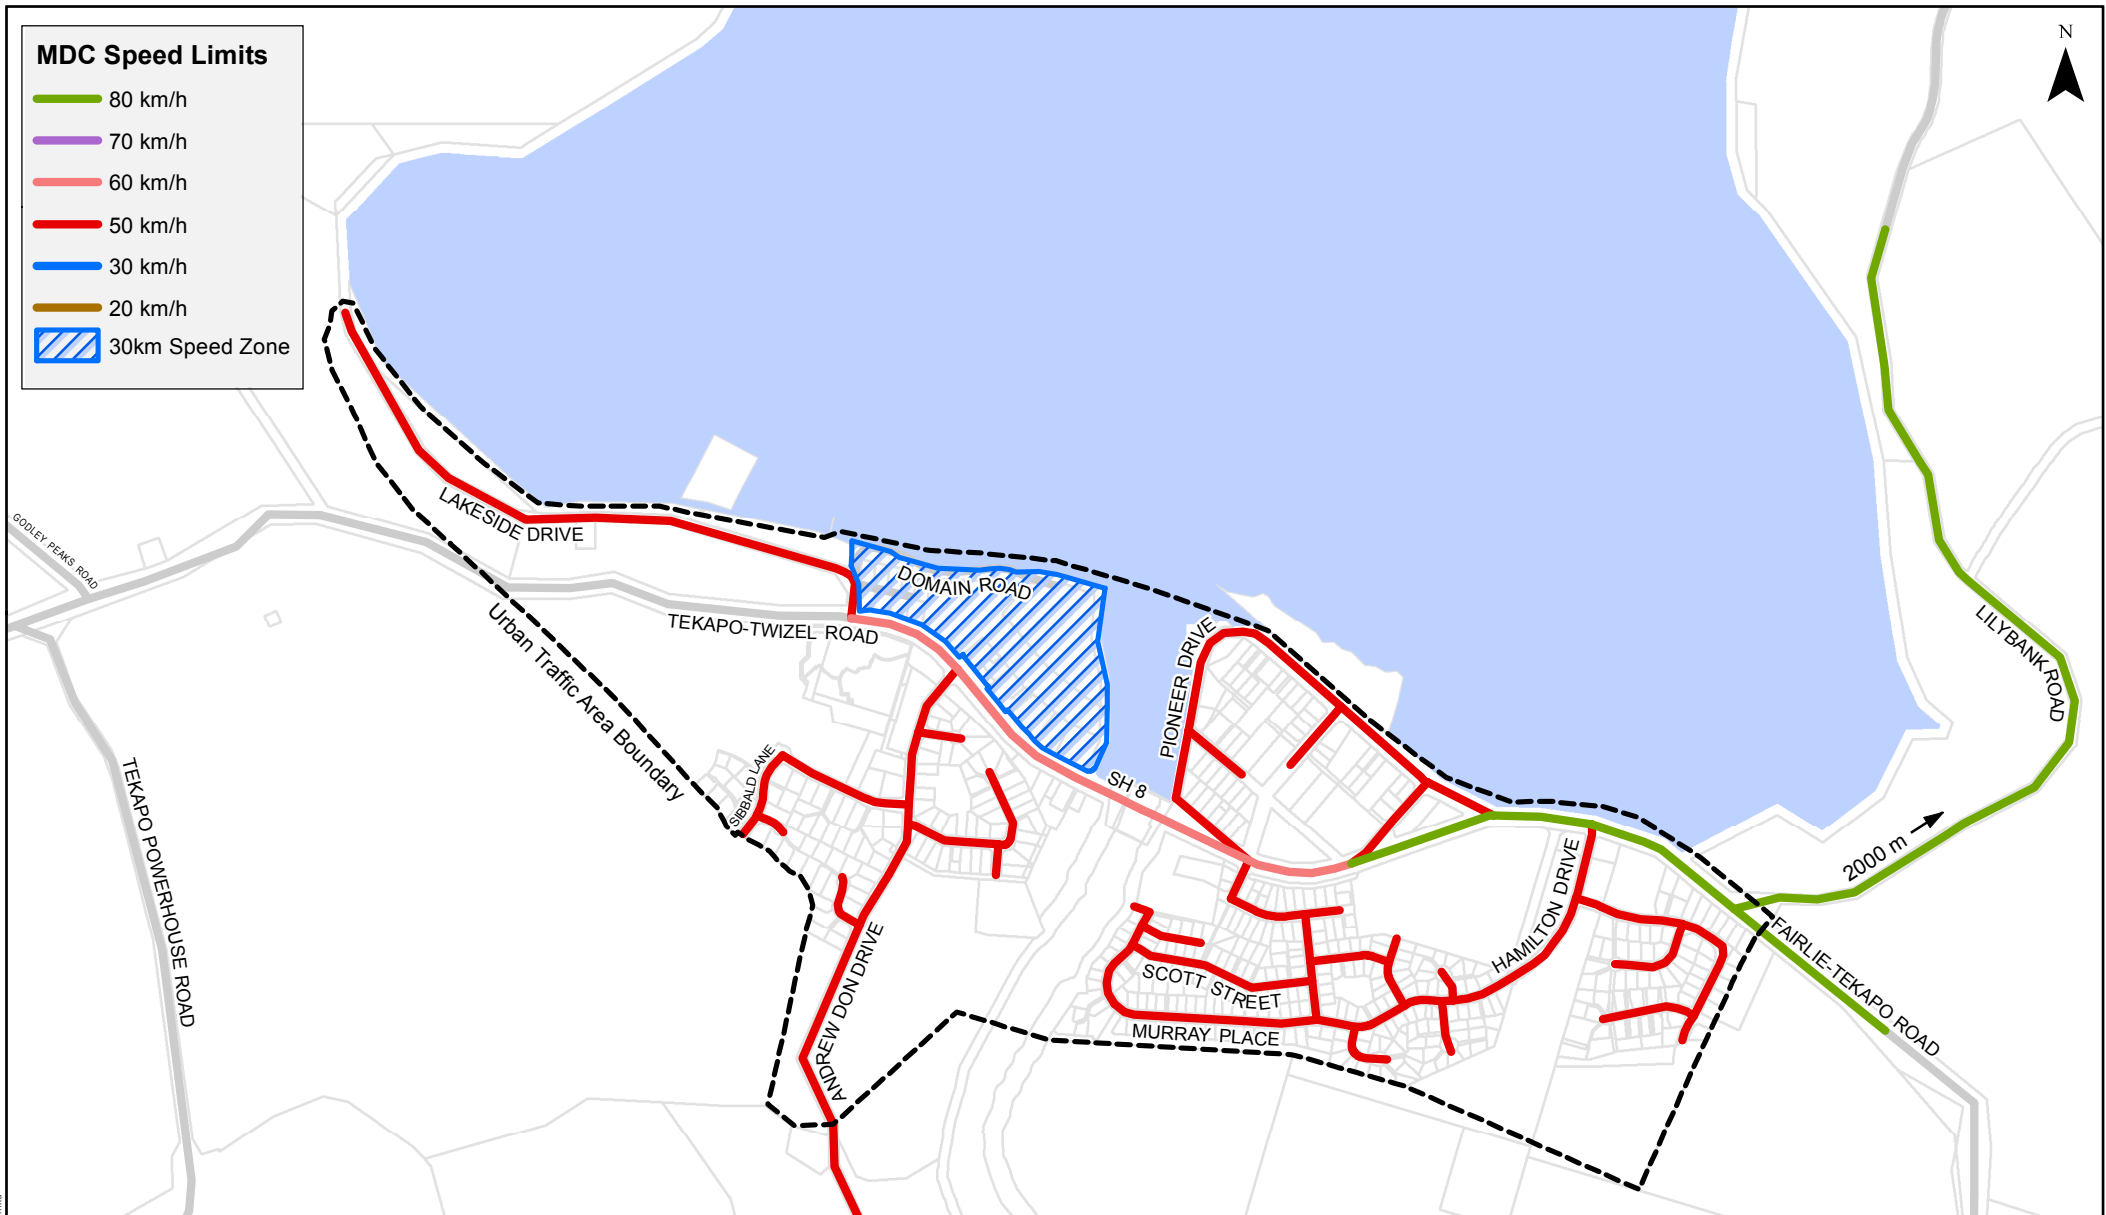 MDC Speed Limits
80 km/h
70 km/h
60 km/h
50 km/h
30 km/h
20 km/h
30km Speed Zone
N
GODLEY PEAKS ROAD
LAKESIDE DRIVE
DOMAIN ROAD
TEKAPO-TWIZEL ROAD
Urban Traffic Area Boundary
PIONEER DRIVE
LILYBANK ROAD
SIBBALD LANE
SH 8
TEKAPO POWERHOUSE ROAD
2000 m
HAMILTON DRIVE
FAIRLIE-TEKAPO ROAD
ANDREW DON DRIVE
SCOTT STREET
MURRAY PLACE